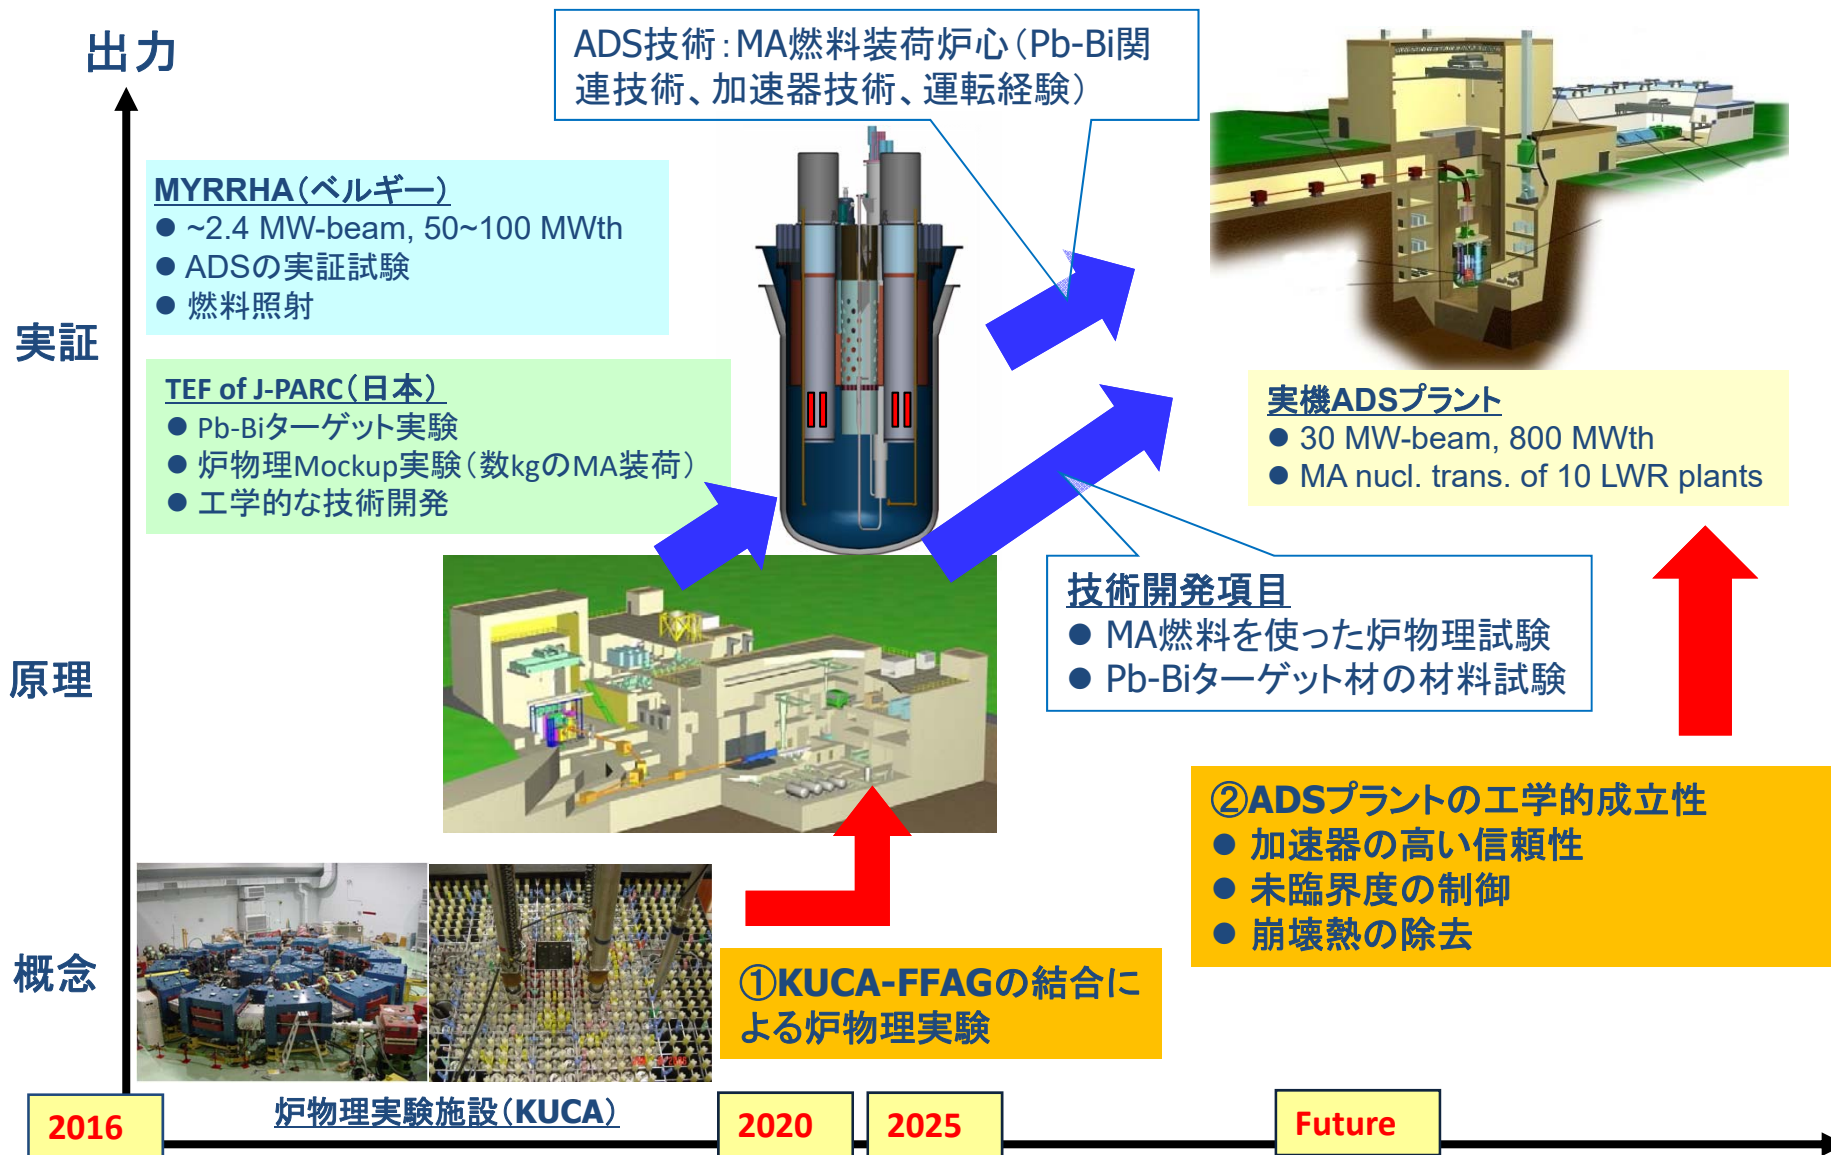 出力
ADS技術：MA燃料装荷炉心（Pb-Bi関
連技術、加速器技術、運転経験）
MYRRHA（ベルギー）
● ~2.4 MW-beam, 50~100 MWth
● ADSの実証試験
● 燃料照射
実証
TEF of J-PARC（日本）
● Pb-Biターゲット実験
● 炉物理Mockup実験（数kgのMA装荷）
● 工学的な技術開発
実機ADSプラント
● 30 MW-beam, 800 MWth
● MA nucl. trans. of 10 LWR plants
技術開発項目
● MA燃料を使った炉物理試験
● Pb-Biターゲット材の材料試験
原理
②ADSプラントの工学的成立性
● 加速器の高い信頼性
● 未臨界度の制御
● 崩壊熱の除去
概念
①KUCA-FFAGの結合に
よる炉物理実験
炉物理実験施設（KUCA）
2016
2020
2025
Future